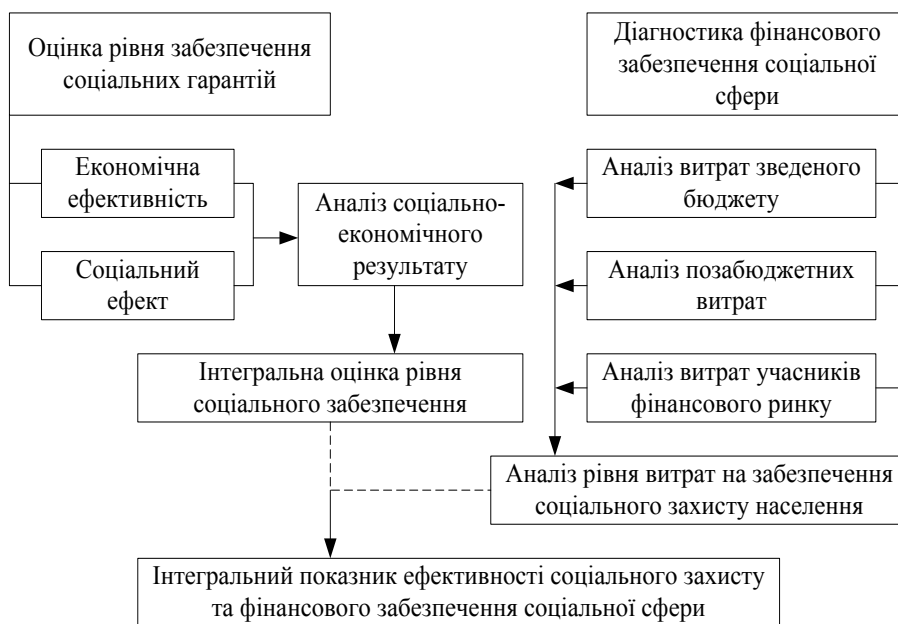 Оцінка рівня забезпечення
соціальних гарантій
Діагностика фінансового
забезпечення соціальної
сфери
Економічна
ефективність
Соціальний
ефект
Аналіз соціально-
економічного
результату
Аналіз витрат зведеного
бюджету
Аналіз позабюджетних
витрат
Аналіз витрат учасників
фінансового ринку
Інтегральна оцінка рівня
соціального забезпечення
Аналіз рівня витрат на забезпечення
соціального захисту населення
Інтегральний показник ефективності соціального захисту
та фінансового забезпечення соціальної сфери